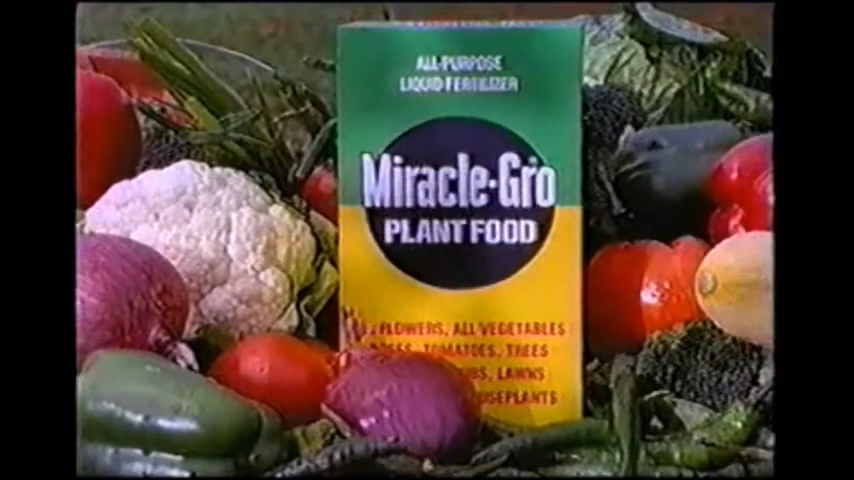 ALL-PURPOSE
LIQUID FERTILIZER
Miracle-Gro
PLANT FOOD
FLOWERS, ALL VEGETABLES
TOMATOES, TREES
LAWNS